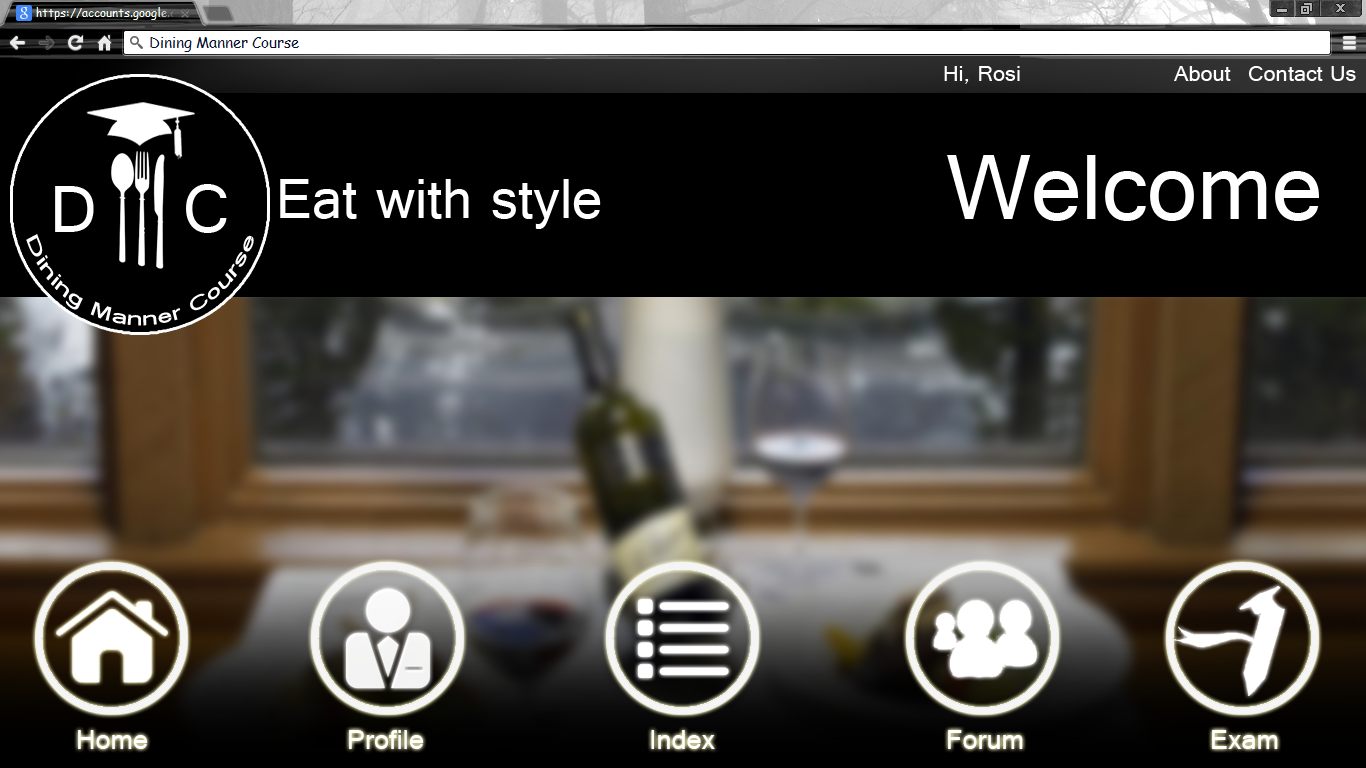 https://accounts.google.
Dining Manner Course
Hi, Rosi
About
Contact Us
D C
Dining Manner Course
Eat with style
Welcome
Home
Profile
Index
Forum
Exam